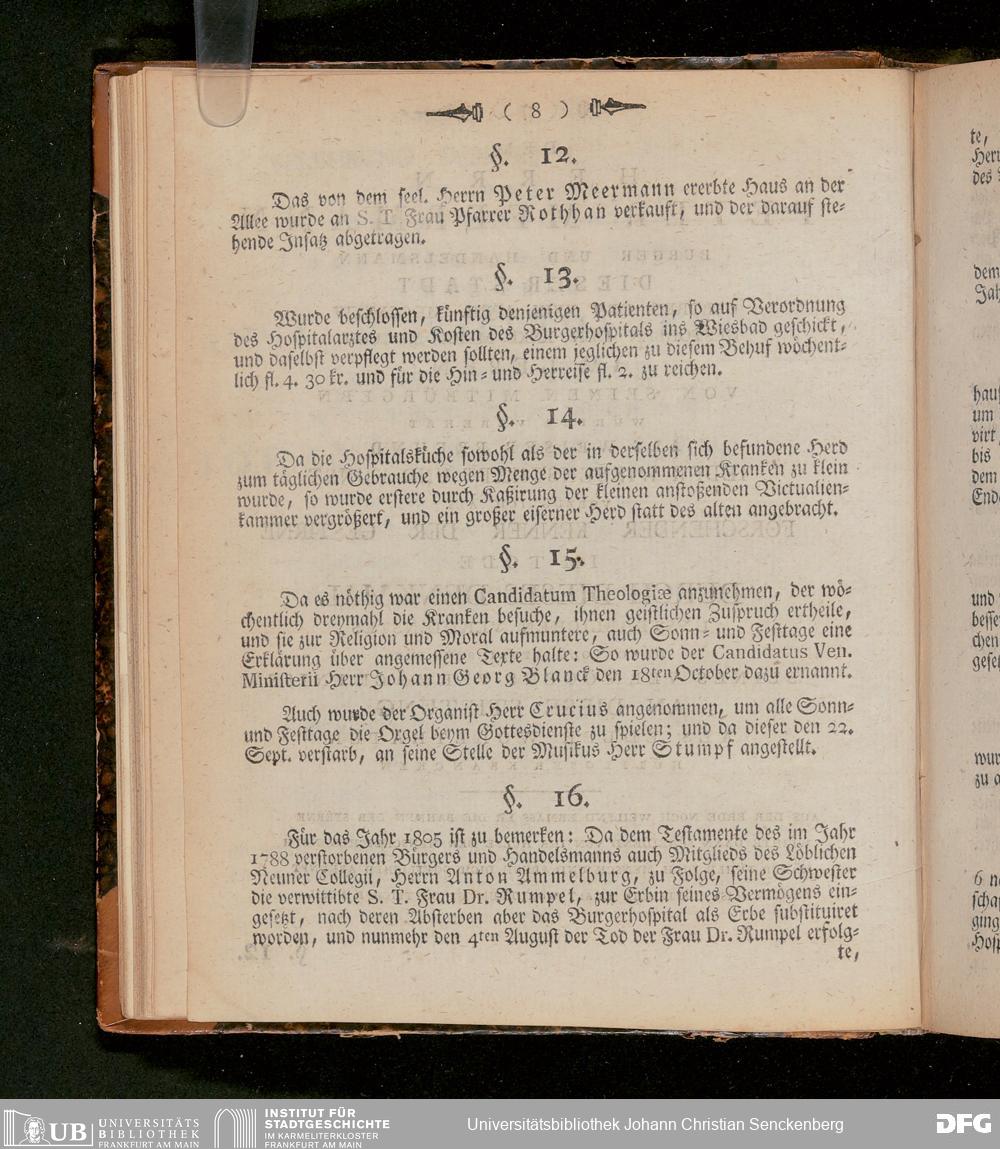 ( 8 )
§. 12.
Das von dem seel. Herrn Peter Meermann ererbte Haus an der
Allee wurde an S. T. Frau Pfarrer Rothhan verkauft, und der darauf ste-
hende Insatz abgetragen.
§. 13.
Wurde beschlossen, künftig denjenigen Patienten, so auf Verordnung
des Hospitalarztes und Kosten des Burgerhospitals ins Wiesbad geschickt,
und daselbst verpflegt werden sollten, einem jeglichen zu diesem Behuf wöchent-
lich fl. 4. 30 kr. und für die Hin- und Herreise fl. 2. zu reichen.
§. 14.
Da die Hospitalsküche sowohl als der in derselben sich befundene Herd
zum täglichen Gebrauche wegen Menge der aufgenommenen Kranken zu klein
wurde, so wurde erstere durch Kaßirung der kleinen anstoßenden Victualien-
kammer vergrößert, und ein großer eiserner Herd statt des alten angebracht.
§. 15.
Da es nöthig war einen Candidatum Theologiæ anzunehmen, der wö-
chentlich dreymahl die Kranken besuche, ihnen geistlichen Zuspruch ertheile,
und sie zur Religion und Moral aufmuntere, auch Sonn- und Festtage eine
Erklärung über angemessene Texte halte: So wurde der Candidatus Ven.
Ministerii Herr Johann Georg Blanck den 18ten October dazu ernannt.
Auch wurde der Organist Herr Crucius angenommen, um alle Sonn-
und Festtage die Orgel beym Gottesdienste zu spielen; und da dieser den 22.
Sept. verstarb, an seine Stelle der Musikus Herr Stumpf angestellt.
§. 16.
Für das Jahr 1805 ist zu bemerken: Da dem Testamente des im Jahr
1788 verstorbenen Bürgers und Handelsmanns auch Mitglieds des Löblichen
Neuner Collegii, Herrn Anton Ammelburg, zu Folge, seine Schwester
die verwittibte S. T. Frau Dr. Rumpel, zur Erbin seines Vermögens ein-
gesetzt, nach deren Absterben aber das Burgerhospital als Erbe substituiret
worden, und nunmehr den 4ten August der Tod der Frau Dr. Rumpel erfolg-
te,
te,
des
dem
um
virt
bis
dem
und
chen
zu a
UB UNIVERSITÄTS
BIBLIOTHEK
FRANKFURT AM MAIN
INSTITUT FÜR
STADTGESCHICHTE
IM KARMELITERKLOSTER
FRANKFURT AM MAIN
Universitätsbibliothek Johann Christian Senckenberg
DFG